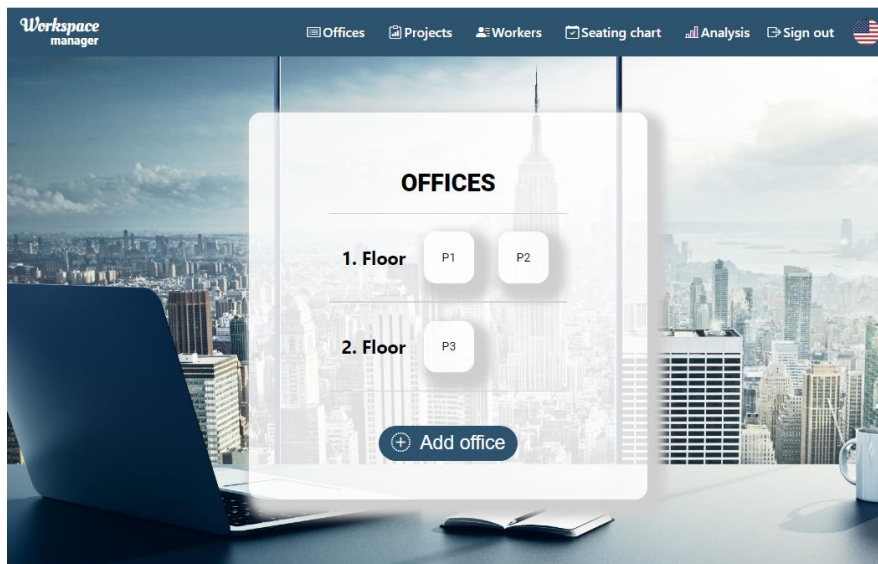 Workspace
manager
Offices Projects Workers Seating chart Analysis Sign out
OFFICES
1. Floor P1 P2
2. Floor P3
Add office